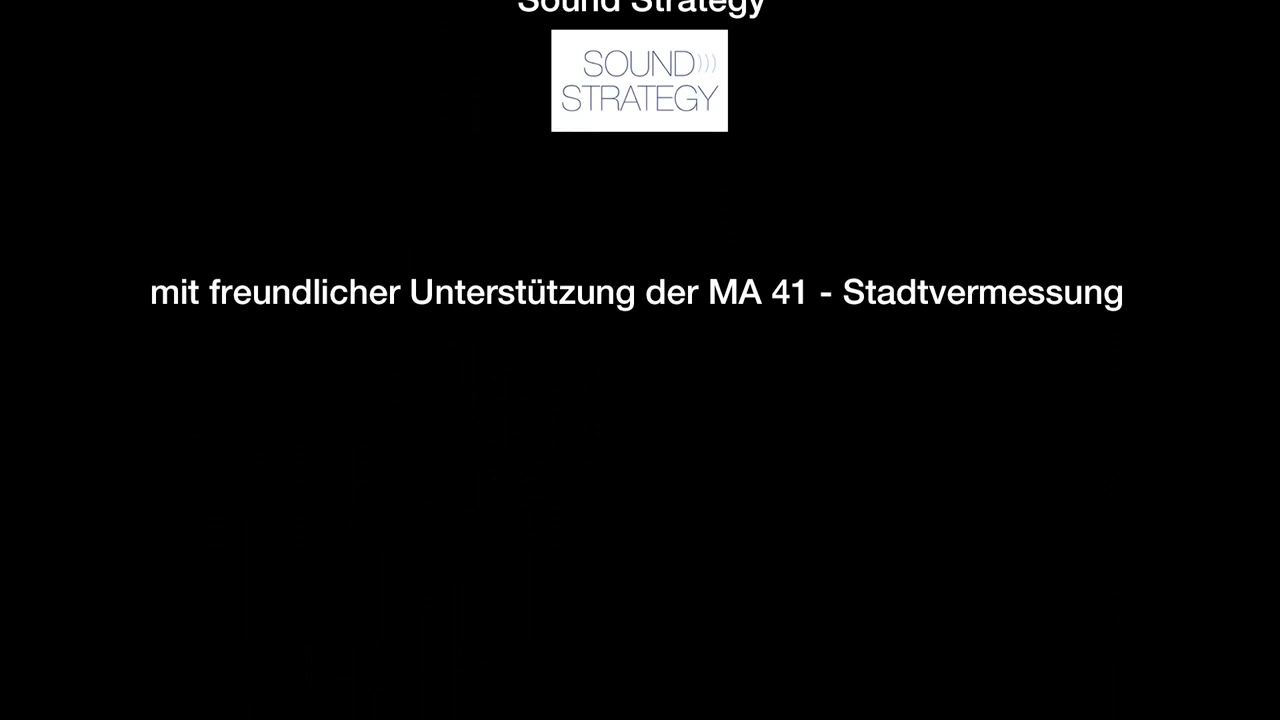 Sound Strategy
SOUND
STRATEGY
mit freundlicher Unterstützung der MA 41 - Stadtvermessung